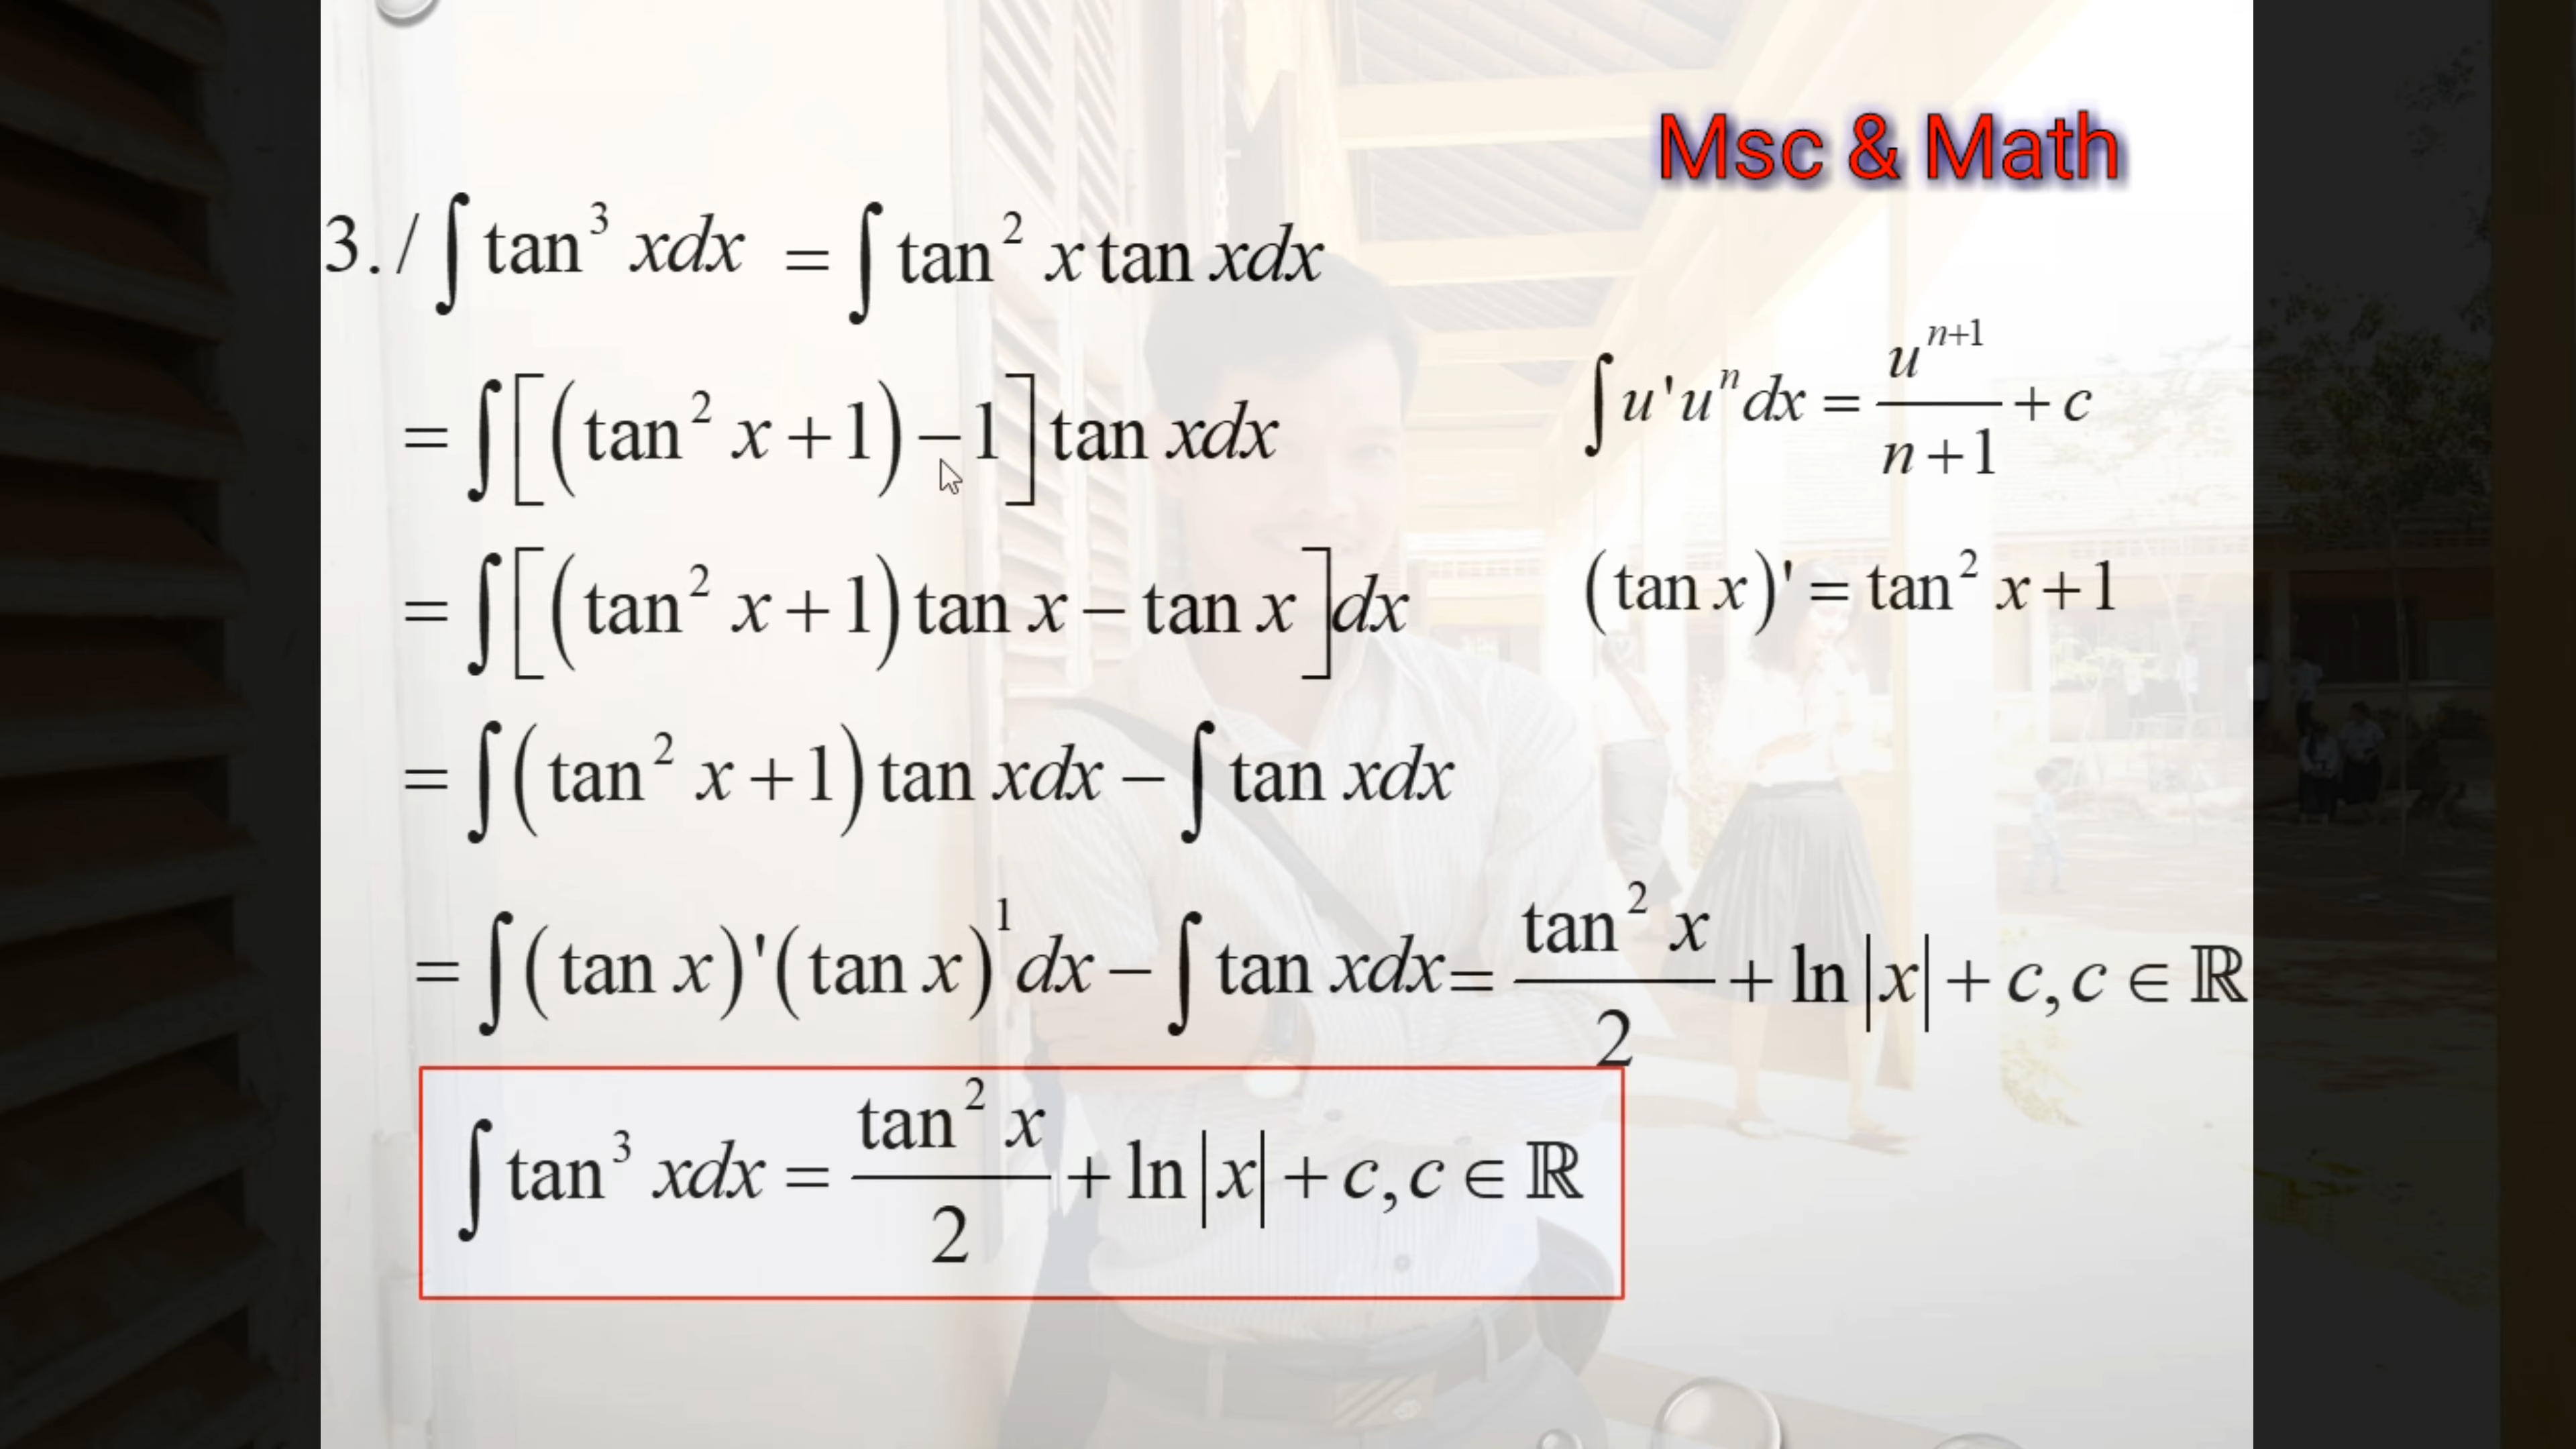 Msc & Math
3./ ∫ tan³ xdx = ∫ tan² x tan xdx
= ∫[(tan² x+1)−1] tan xdx
∫u'uⁿdx = uⁿ⁺¹/(n+1) + c
= ∫[(tan² x+1) tan x − tan x]dx
(tan x)' = tan² x+1
= ∫(tan² x+1) tan xdx − ∫ tan xdx
= ∫(tan x)'(tan x)¹dx − ∫ tan xdx = tan² x/2 + ln|x| + c, c ∈ ℝ
∫ tan³ xdx = tan² x/2 + ln|x| + c, c ∈ ℝ